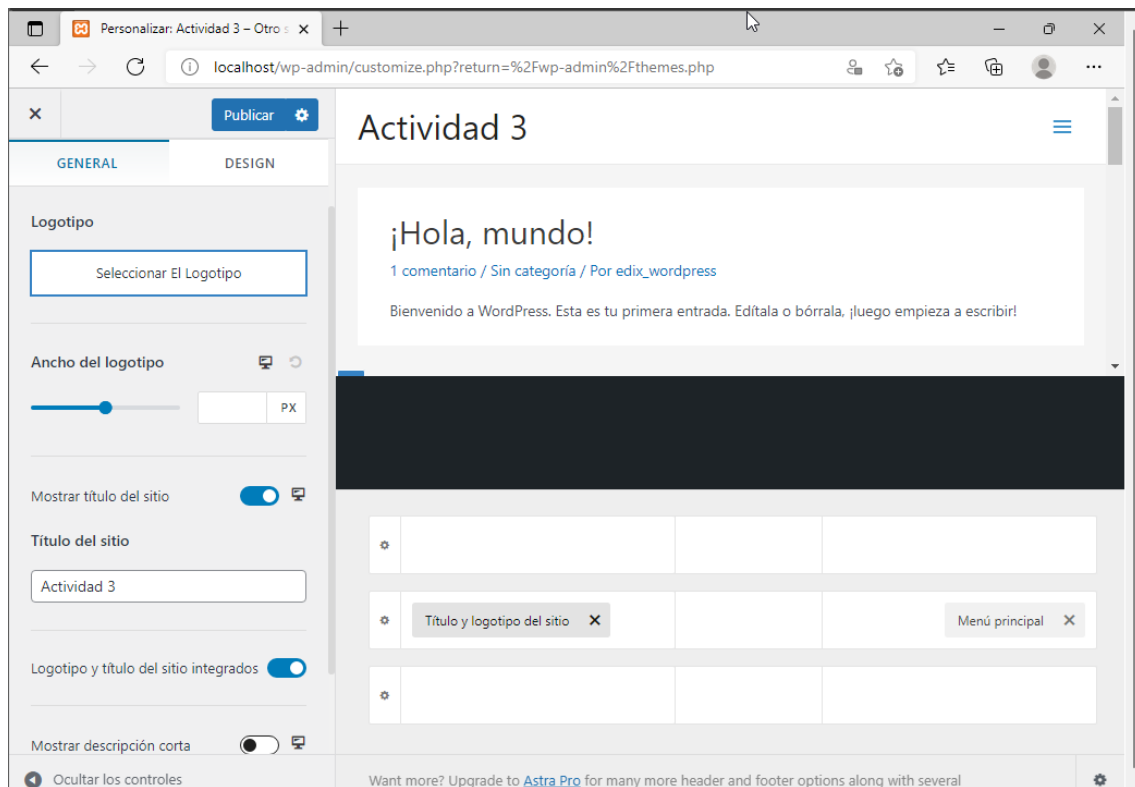 Personalizar: Actividad 3 – Otro s
localhost/wp-admin/customize.php?return=%2Fwp-admin%2Fthemes.php
Publicar
GENERAL
DESIGN
Logotipo
Seleccionar El Logotipo
Ancho del logotipo
PX
Mostrar título del sitio
Título del sitio
Actividad 3
Logotipo y título del sitio integrados
Mostrar descripción corta
Ocultar los controles
Actividad 3
¡Hola, mundo!
1 comentario / Sin categoría / Por edix_wordpress
Bienvenido a WordPress. Esta es tu primera entrada. Edítala o bórrala, ¡luego empieza a escribir!
Título y logotipo del sitio
Menú principal
Want more? Upgrade to Astra Pro for many more header and footer options along with several